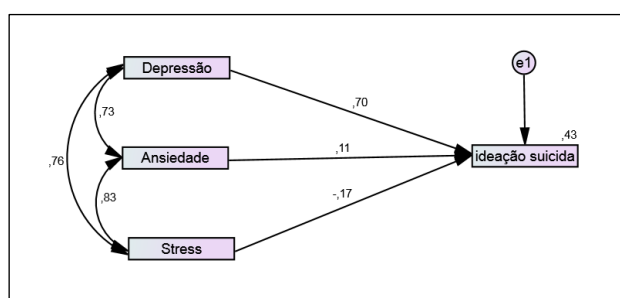 Depressão
e1
,70
,73
,43
,76
Ansiedade
,11
ideação suicida
,83
-,17
Stress